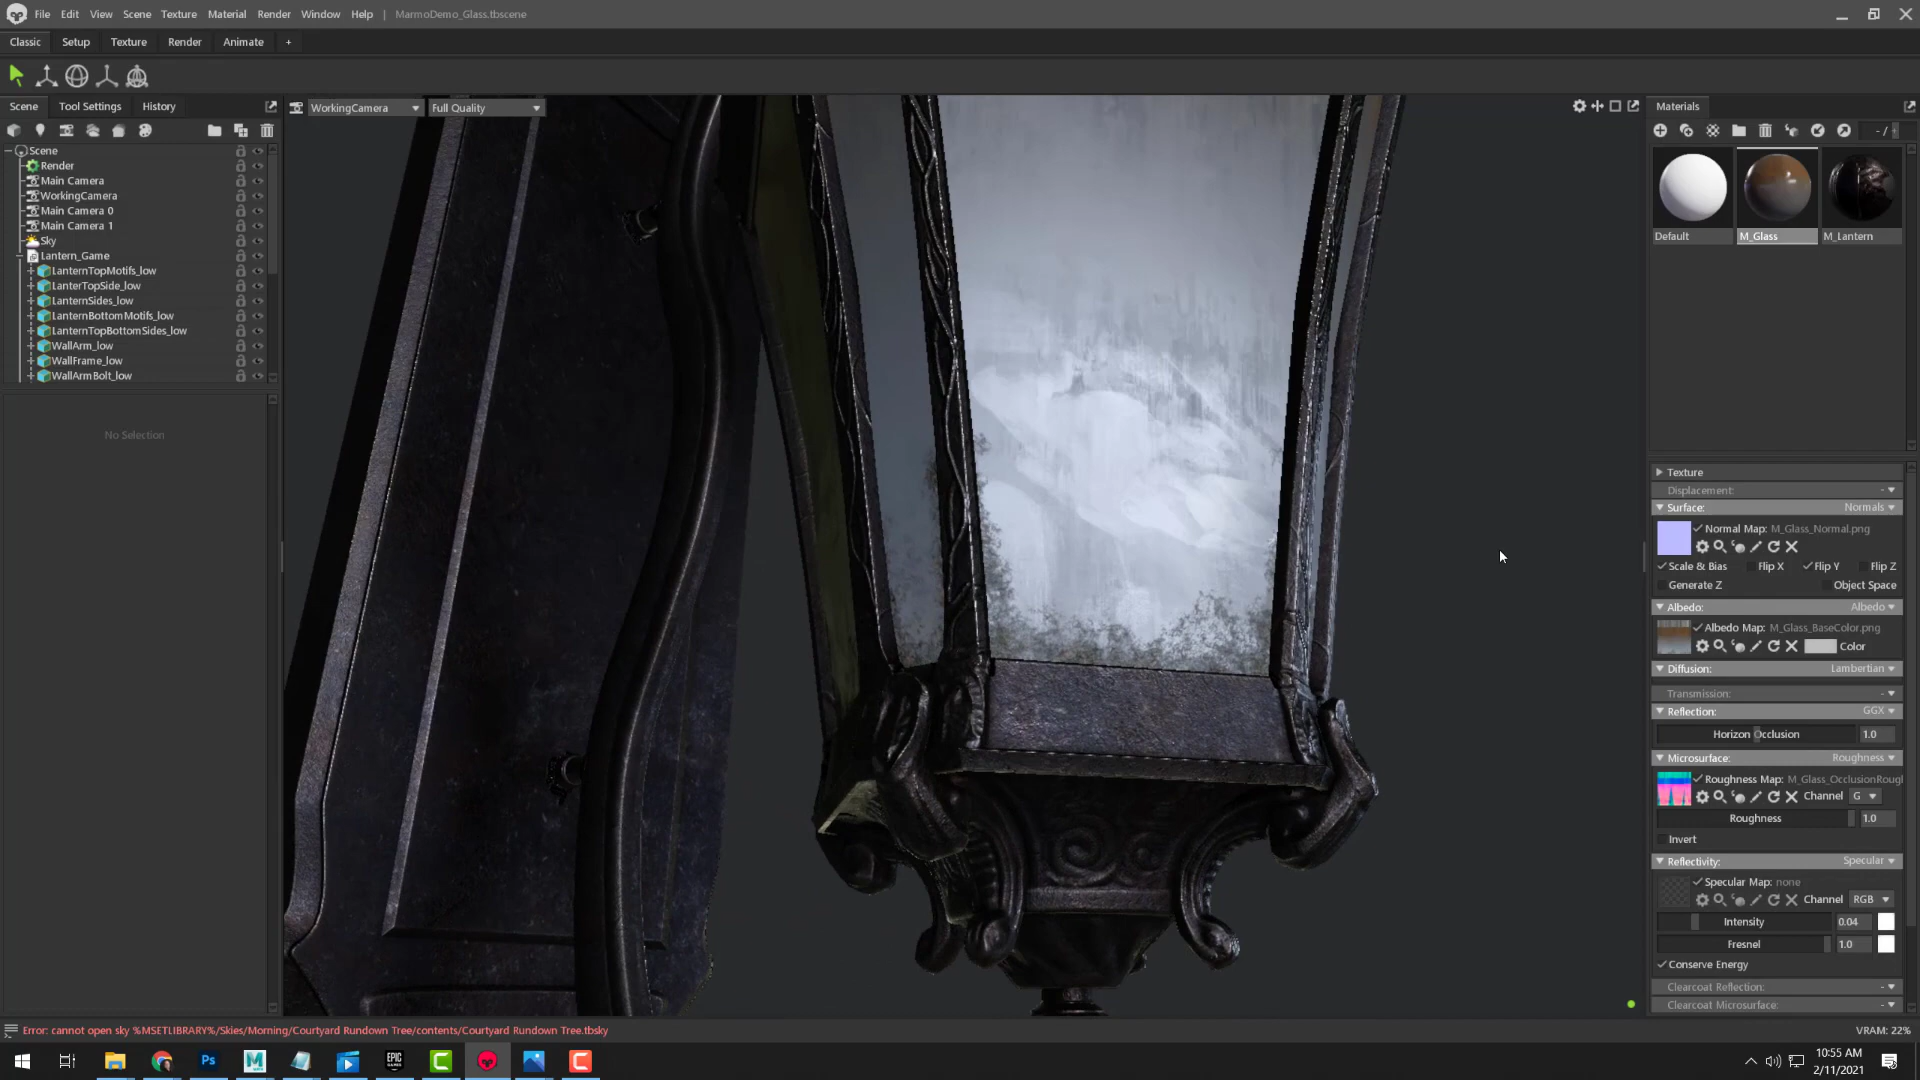 File Edit View Scene Texture Material Render Window Help MarmoDemo_Glass.tbscene
Classic Setup Texture Render Animate +
Scene Tool Settings History
WorkingCamera Full Quality
Materials
Scene
Render
Main Camera
WorkingCamera
Main Camera 0
Main Camera 1
Sky
Lantern_Game
LanternTopMotifs_low
LanterTopSide_low
LanternSides_low
LanternBottomMotifs_low
LanternTopBottomSides_low
WallArm_low
WallFrame_low
WallArmBolt_low
No Selection
Default M_Glass M_Lantern
Texture
Displacement: -
Surface: Normals
Normal Map: M_Glass_Normal.png
Scale & Bias Flip X Flip Y Flip Z
Generate Z Object Space
Albedo: Albedo
Albedo Map: M_Glass_BaseColor.png
Color
Diffusion: Lambertian
Transmission: -
Reflection: GGX
Horizon Occlusion 1.0
Microsurface: Roughness
Roughness Map: M_Glass_OcclusionRough
Channel G
Roughness 1.0
Invert
Reflectivity: Specular
Specular Map: none
Channel RGB
Intensity 0.04
Fresnel 1.0
Conserve Energy
Clearcoat Reflection: -
Clearcoat Microsurface: -
Error: cannot open sky %MSETLIBRARY%/Skies/Morning/Courtyard Rundown Tree/contents/Courtyard Rundown Tree.tbsky
VRAM: 22%
10:55 AM
2/11/2021